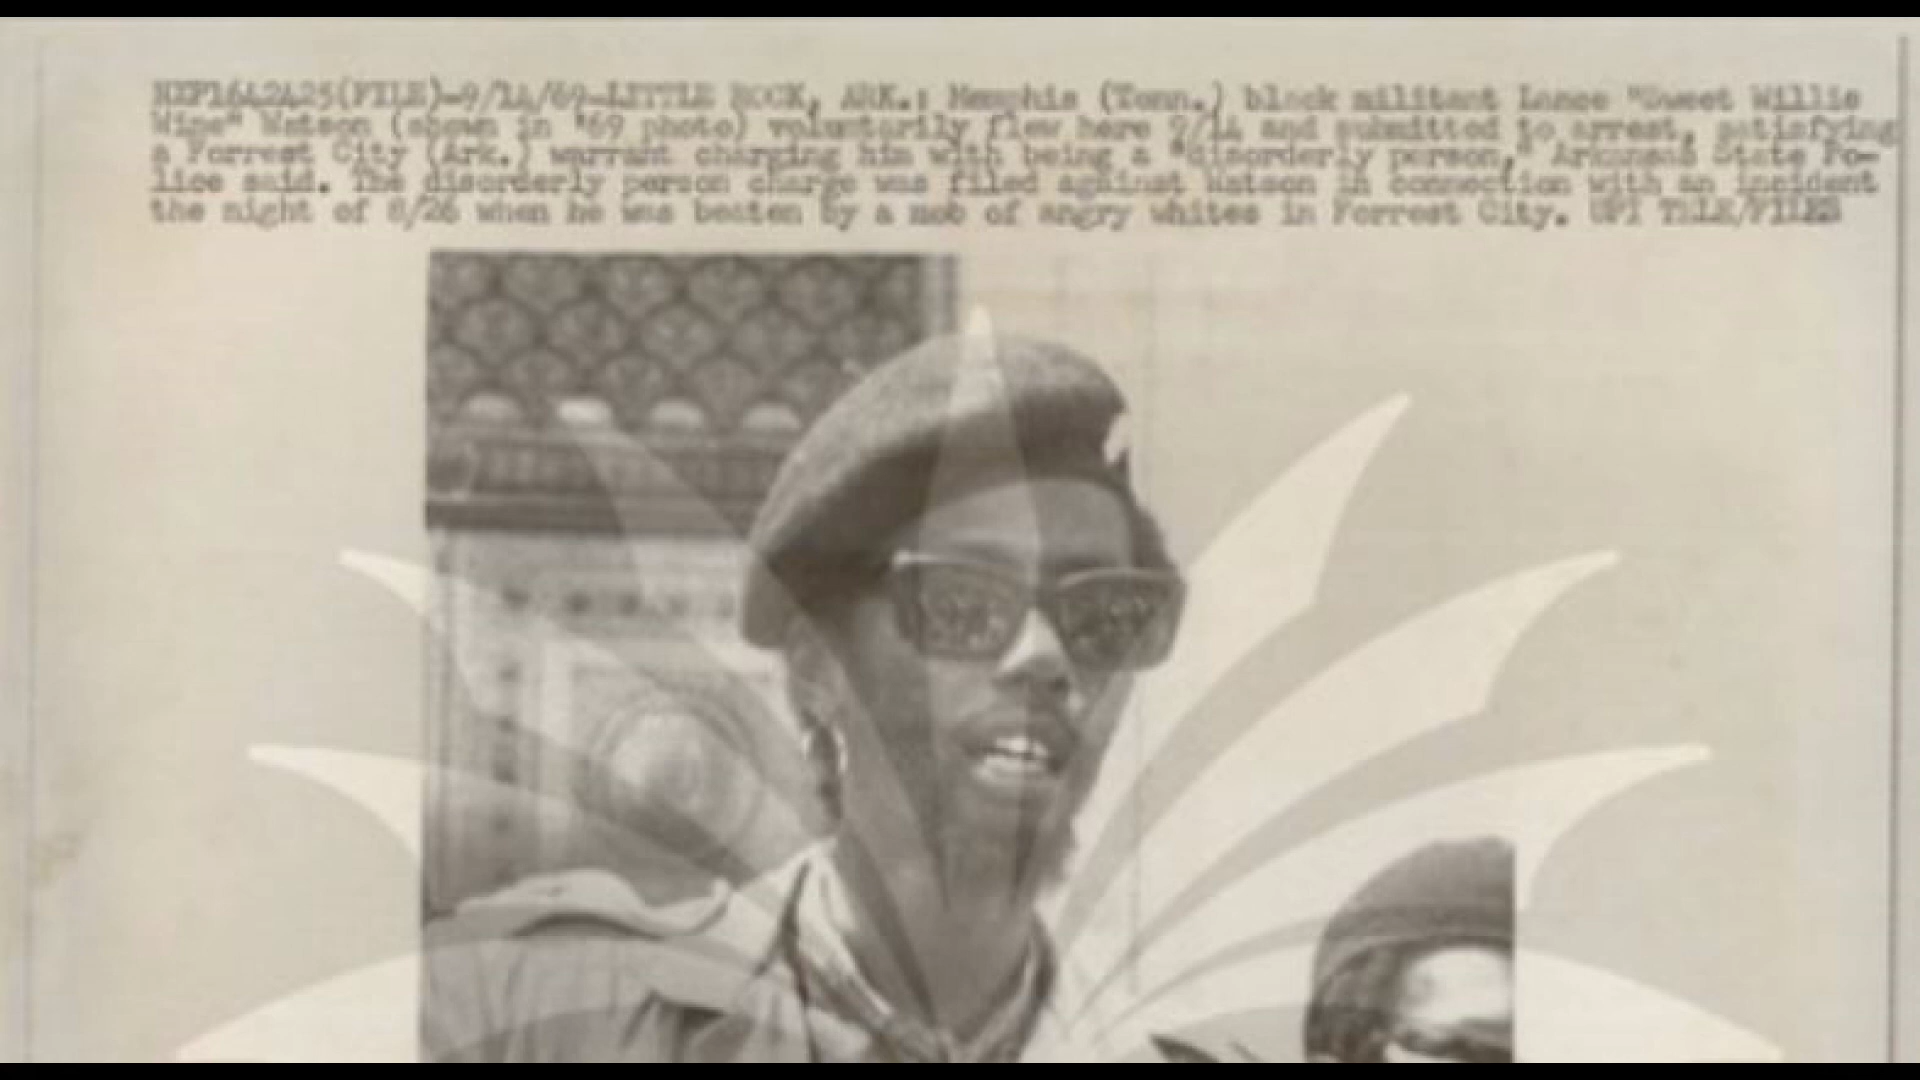 (FILE)-9/14/69-LITTLE ROCK, ARK.: Memphis (Tenn.) black militant Lance "Sweet Willie
Wine" Watson (shown in '69 photo) voluntarily flew here 9/14 and submitted to arrest, satisfying
a Forrest City (Ark.) warrant charging him with being a "disorderly person," Arkansas State Po-
lice said. The disorderly person charge was filed against Watson in connection with an incident
the night of 8/26 when he was beaten by a mob of angry whites in Forrest City. UPI TELE/FILES